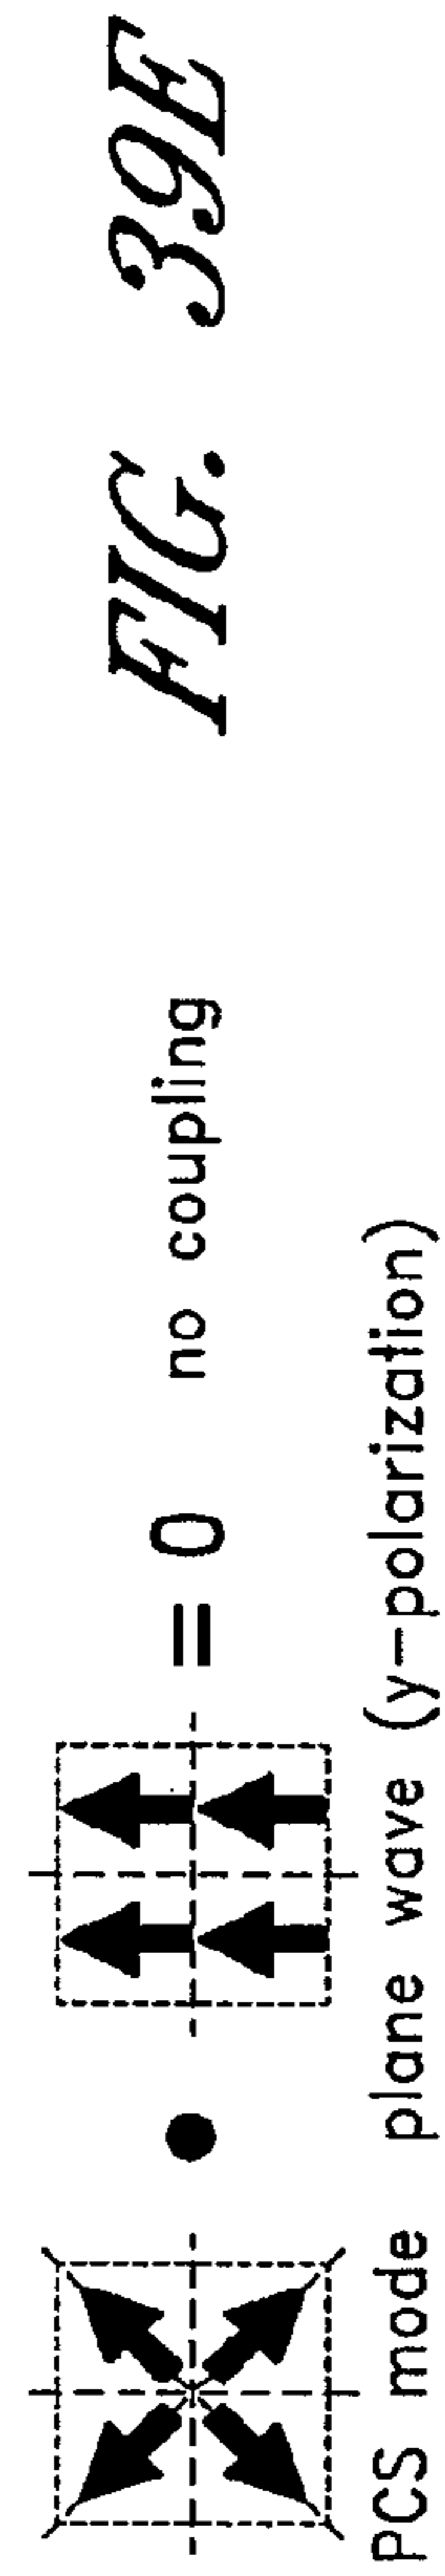 = 0 no coupling
PCS mode plane wave (y-polarization)
FIG. 39E